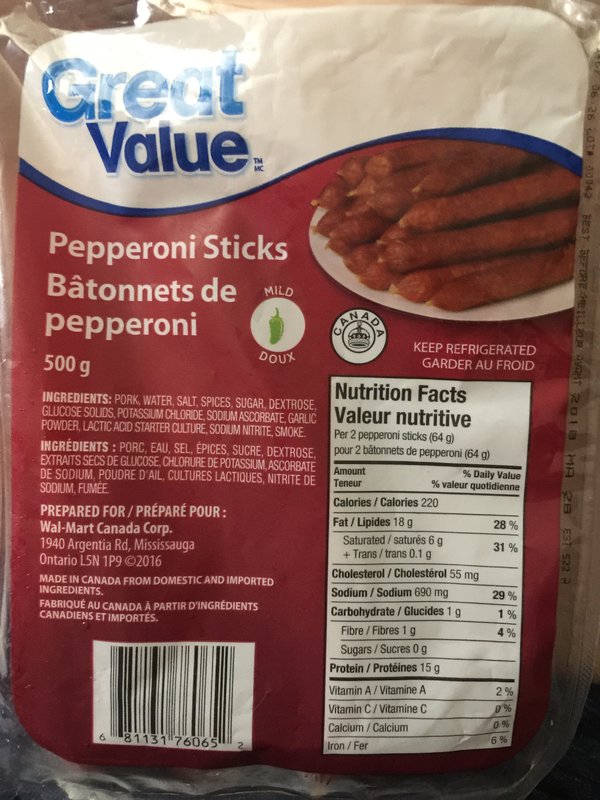 Great
Value
TM
MC
Pepperoni Sticks
Bâtonnets de
pepperoni
500 g
MILD
DOUX
CANADA
KEEP REFRIGERATED
GARDER AU FROID
INGREDIENTS: PORK, WATER, SALT, SPICES, SUGAR, DEXTROSE,
GLUCOSE SOLIDS, POTASSIUM CHLORIDE, SODIUM ASCORBATE, GARLIC
POWDER, LACTIC ACID STARTER CULTURE, SODIUM NITRITE, SMOKE.
INGRÉDIENTS : PORC, EAU, SEL, ÉPICES, SUCRE, DEXTROSE,
EXTRAITS SECS DE GLUCOSE, CHLORURE DE POTASSIUM, ASCORBATE
DE SODIUM, POUDRE D'AIL, CULTURES LACTIQUES, NITRITE DE
SODIUM, FUMÉE.
PREPARED FOR / PRÉPARÉ POUR :
Wal-Mart Canada Corp.
1940 Argentia Rd, Mississauga
Ontario L5N 1P9 ©2016
MADE IN CANADA FROM DOMESTIC AND IMPORTED
INGREDIENTS.
FABRIQUÉ AU CANADA À PARTIR D'INGRÉDIENTS
CANADIENS ET IMPORTÉS.
6 81131 76065 2
Nutrition Facts
Valeur nutritive
Per 2 pepperoni sticks (64 g)
pour 2 bâtonnets de pepperoni (64 g)
Amount % Daily Value
Teneur % valeur quotidienne
Calories / Calories 220
Fat / Lipides 18 g 28 %
Saturated / saturés 6 g
+ Trans / trans 0.1 g 31 %
Cholesterol / Cholestérol 55 mg
Sodium / Sodium 690 mg 29 %
Carbohydrate / Glucides 1 g 1 %
Fibre / Fibres 1 g 4 %
Sugars / Sucres 0 g
Protein / Protéines 15 g
Vitamin A / Vitamine A 2 %
Vitamin C / Vitamine C 0 %
Calcium / Calcium 0 %
Iron / Fer 6 %
BEST BEFORE/MEILLEUR AVANT 2018 MA 28 EST 522